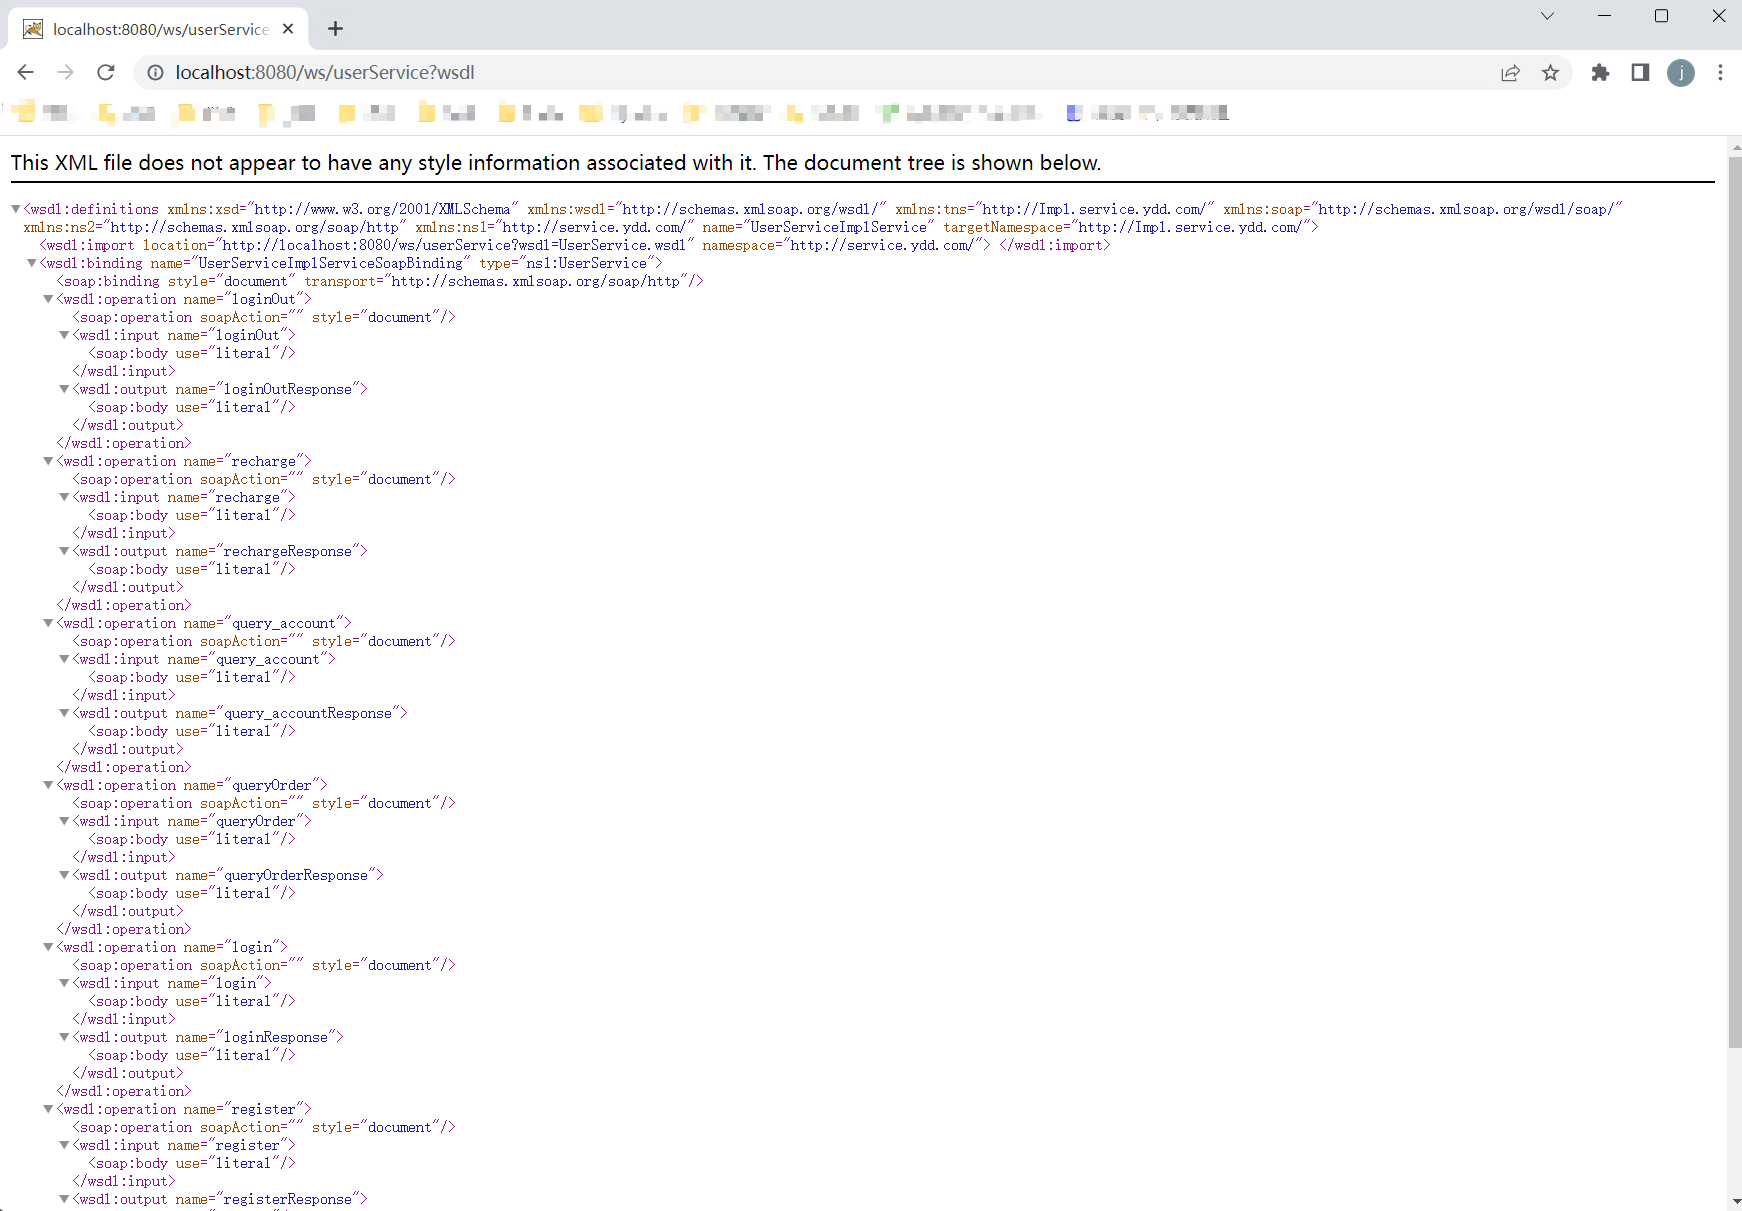 localhost:8080/ws/userService
localhost:8080/ws/userService?wsdl
j
This XML file does not appear to have any style information associated with it. The document tree is shown below.
<wsdl:definitions xmlns:xsd="http://www.w3.org/2001/XMLSchema" xmlns:wsdl="http://schemas.xmlsoap.org/wsdl/" xmlns:tns="http://Impl.service.ydd.com/" xmlns:soap="http://schemas.xmlsoap.org/wsdl/soap/"
xmlns:ns2="http://schemas.xmlsoap.org/soap/http" xmlns:ns1="http://service.ydd.com/" name="UserServiceImplService" targetNamespace="http://Impl.service.ydd.com/">
<wsdl:import location="http://localhost:8080/ws/userService?wsdl=UserService.wsdl" namespace="http://service.ydd.com/"> </wsdl:import>
<wsdl:binding name="UserServiceImplServiceSoapBinding" type="ns1:UserService">
<soap:binding style="document" transport="http://schemas.xmlsoap.org/soap/http"/>
<wsdl:operation name="loginOut">
<soap:operation soapAction="" style="document"/>
<wsdl:input name="loginOut">
<soap:body use="literal"/>
</wsdl:input>
<wsdl:output name="loginOutResponse">
<soap:body use="literal"/>
</wsdl:output>
</wsdl:operation>
<wsdl:operation name="recharge">
<soap:operation soapAction="" style="document"/>
<wsdl:input name="recharge">
<soap:body use="literal"/>
</wsdl:input>
<wsdl:output name="rechargeResponse">
<soap:body use="literal"/>
</wsdl:output>
</wsdl:operation>
<wsdl:operation name="query_account">
<soap:operation soapAction="" style="document"/>
<wsdl:input name="query_account">
<soap:body use="literal"/>
</wsdl:input>
<wsdl:output name="query_accountResponse">
<soap:body use="literal"/>
</wsdl:output>
</wsdl:operation>
<wsdl:operation name="queryOrder">
<soap:operation soapAction="" style="document"/>
<wsdl:input name="queryOrder">
<soap:body use="literal"/>
</wsdl:input>
<wsdl:output name="queryOrderResponse">
<soap:body use="literal"/>
</wsdl:output>
</wsdl:operation>
<wsdl:operation name="login">
<soap:operation soapAction="" style="document"/>
<wsdl:input name="login">
<soap:body use="literal"/>
</wsdl:input>
<wsdl:output name="loginResponse">
<soap:body use="literal"/>
</wsdl:output>
</wsdl:operation>
<wsdl:operation name="register">
<soap:operation soapAction="" style="document"/>
<wsdl:input name="register">
<soap:body use="literal"/>
</wsdl:input>
<wsdl:output name="registerResponse">